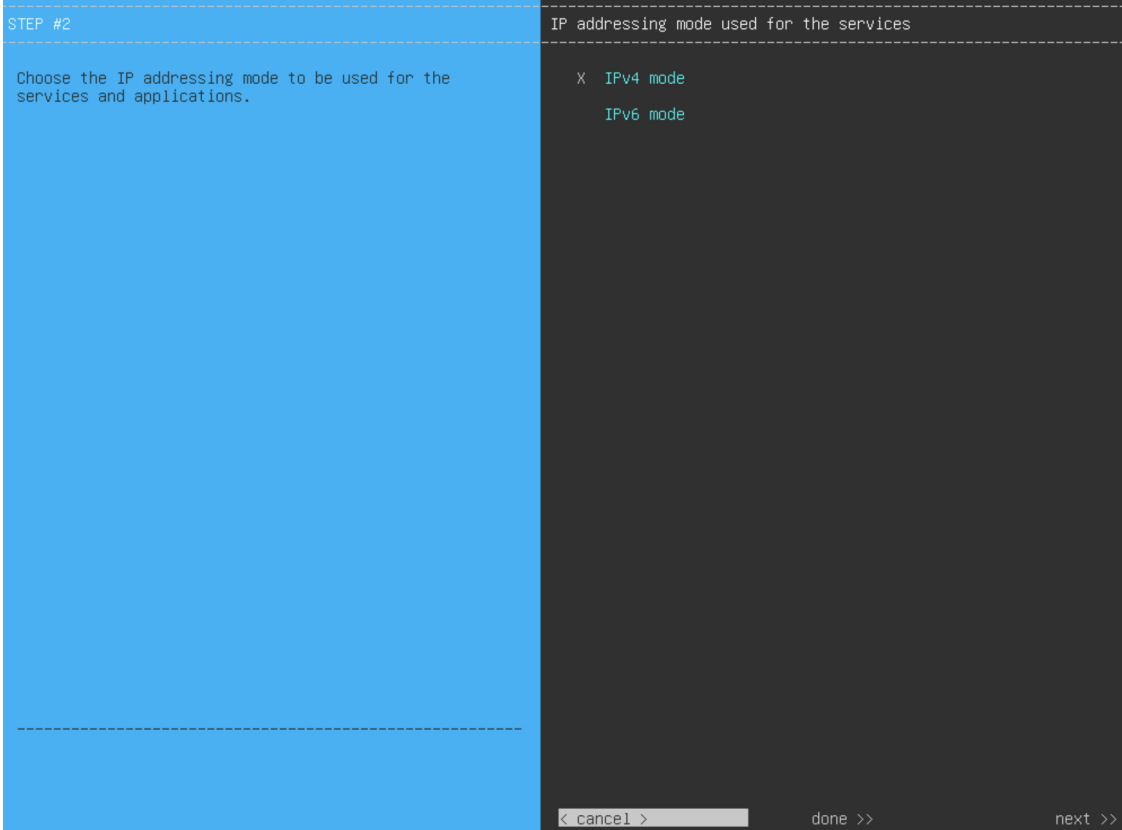 STEP #2
Choose the IP addressing mode to be used for the
services and applications.
IP addressing mode used for the services
X IPv4 mode
IPv6 mode
< cancel > done >> next >>